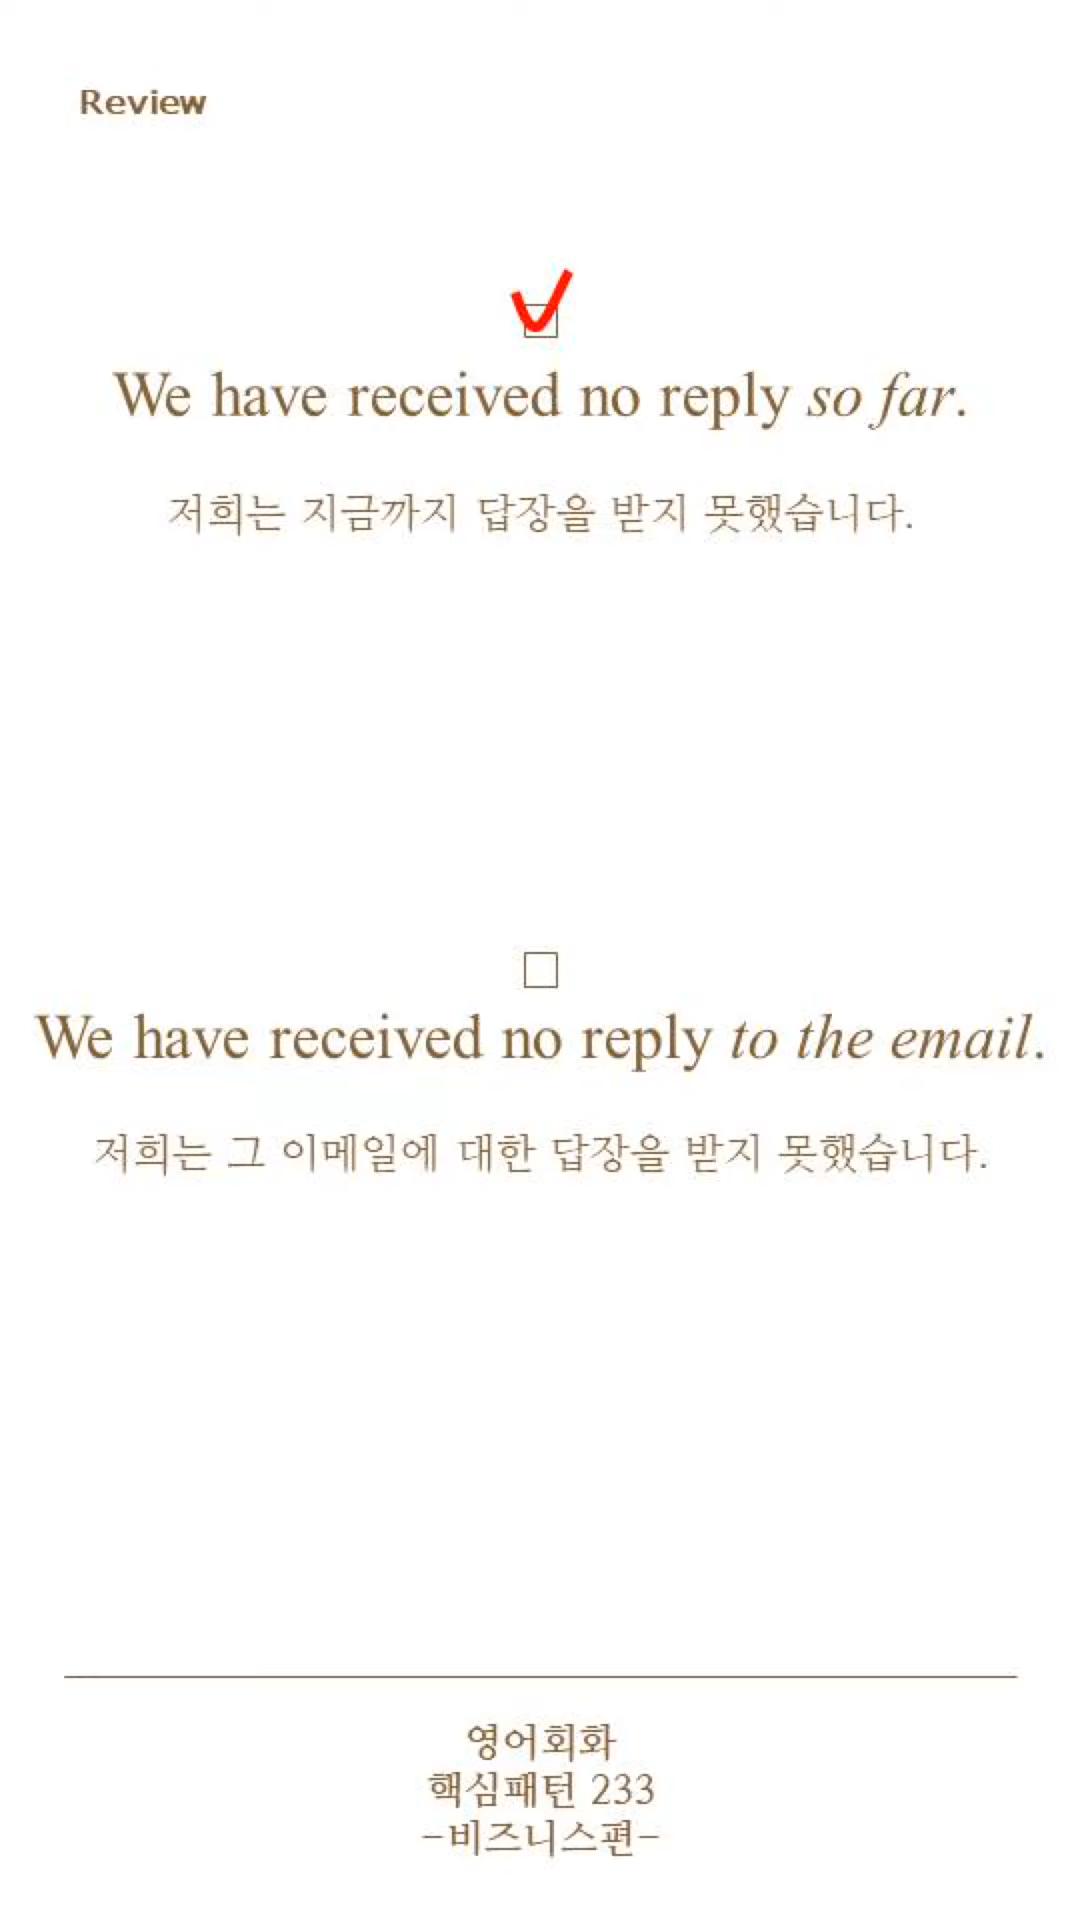 Review
We have received no reply so far.
저희는 지금까지 답장을 받지 못했습니다.
We have received no reply to the email.
저희는 그 이메일에 대한 답장을 받지 못했습니다.
영어회화
핵심패턴 233
-비즈니스편-